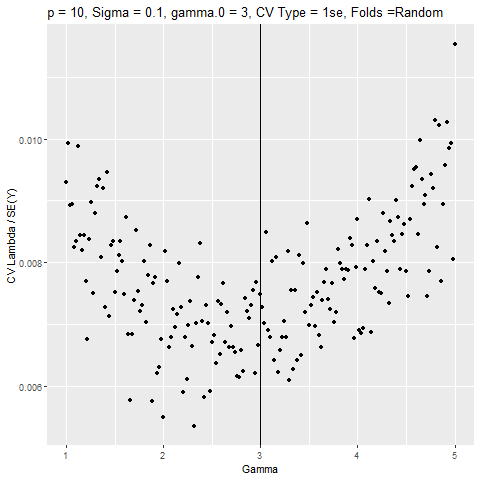 p = 10, Sigma = 0.1, gamma.0 = 3, CV Type = 1se, Folds =Random
0.010
0.008
0.006
CV Lambda / SE(Y)
1
2
3
4
5
Gamma